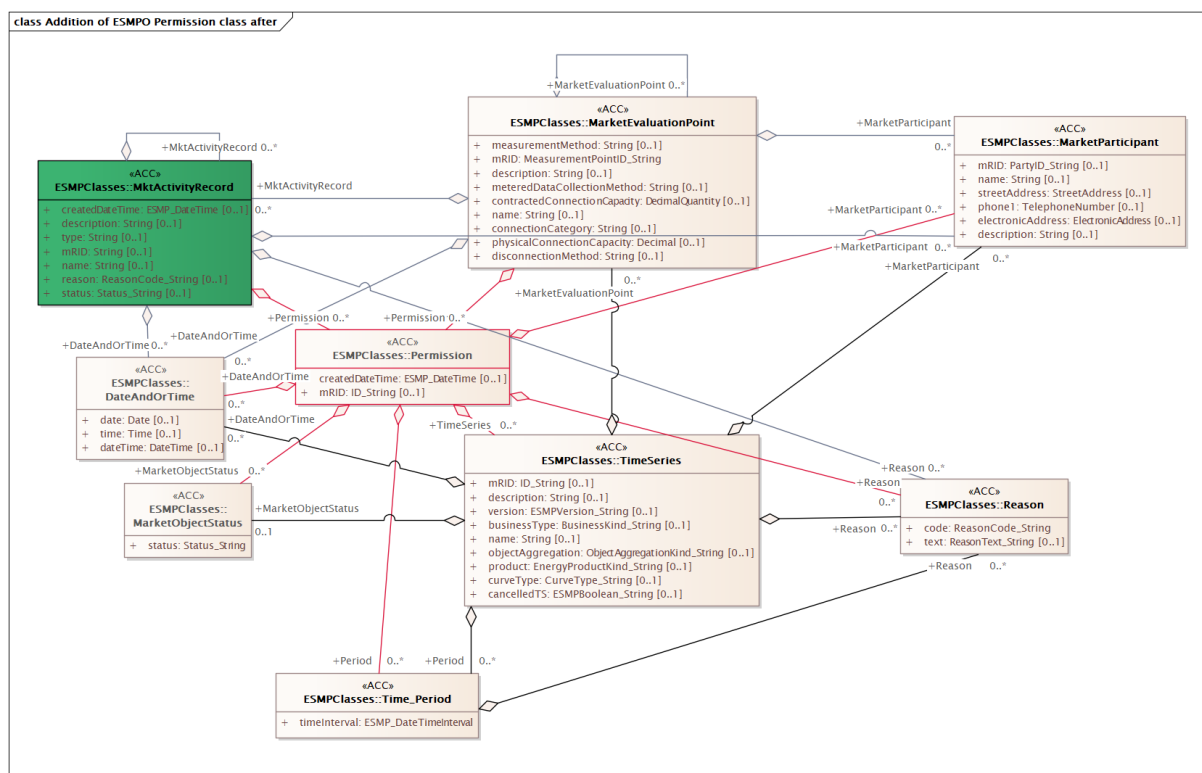 class Addition of ESMPO Permission class after
+MarketEvaluationPoint 0..*
«ACC»
ESMPClasses::MarketEvaluationPoint
+ measurementMethod: String [0..1]
+ mRID: MeasurementPointID_String
+ description: String [0..1]
+ meteredDataCollectionMethod: String [0..1]
+ contractedConnectionCapacity: DecimalQuantity [0..1]
+ name: String [0..1]
+ connectionCategory: String [0..1]
+ physicalConnectionCapacity: Decimal [0..1]
+ disconnectionMethod: String [0..1]
+MarketParticipant
0..*
«ACC»
ESMPClasses::MarketParticipant
+ mRID: PartyID_String
+ name: String [0..1]
+ streetAddress: StreetAddress [0..1]
+ phone1: TelephoneNumber [0..1]
+ electronicAddress: ElectronicAddress [0..1]
+ description: String [0..1]
+MktActivityRecord 0..*
«ACC»
ESMPClasses::MktActivityRecord
+ createdDateTime: ESMP_DateTime [0..1]
+ description: String [0..1]
+ type: String [0..1]
+ mRID: String [0..1]
+ name: String [0..1]
+ reason: ReasonCode_String [0..1]
+ status: Status_String [0..1]
+MktActivityRecord
0..*
+MarketParticipant 0..*
+MarketParticipant 0..*
+MarketParticipant 0..*
0..*
+MarketEvaluationPoint
+Permission 0..*
+Permission 0..*
+DateAndOrTime 0..*
+DateAndOrTime
0..*
«ACC»
ESMPClasses::Permission
+ createdDateTime: ESMP_DateTime [0..1]
+ mRID: ID_String [0..1]
«ACC»
ESMPClasses::
DateAndOrTime
+ date: Date [0..1]
+ time: Time [0..1]
+ dateTime: DateTime [0..1]
+DateAndOrTime
0..*
+DateAndOrTime
0..*
+TimeSeries 0..*
«ACC»
ESMPClasses::TimeSeries
+ mRID: ID_String [0..1]
+ description: String [0..1]
+ version: ESMPVersion_String [0..1]
+ businessType: BusinessKind_String [0..1]
+ name: String [0..1]
+ objectAggregation: ObjectAggregationKind_String [0..1]
+ product: EnergyProductKind_String [0..1]
+ curveType: CurveType_String [0..1]
+ cancelledTS: ESMPBoolean_String [0..1]
+MarketObjectStatus 0..*
«ACC»
ESMPClasses::
MarketObjectStatus
+ status: Status_String
+MarketObjectStatus
0..1
+Reason 0..*
+Reason
0..*
«ACC»
ESMPClasses::Reason
+ code: ReasonCode_String
+ text: ReasonText_String [0..1]
+Reason 0..*
+Reason 0..*
+Period 0..*
+Period 0..*
«ACC»
ESMPClasses::Time_Period
+ timeInterval: ESMP_DateTimeInterval